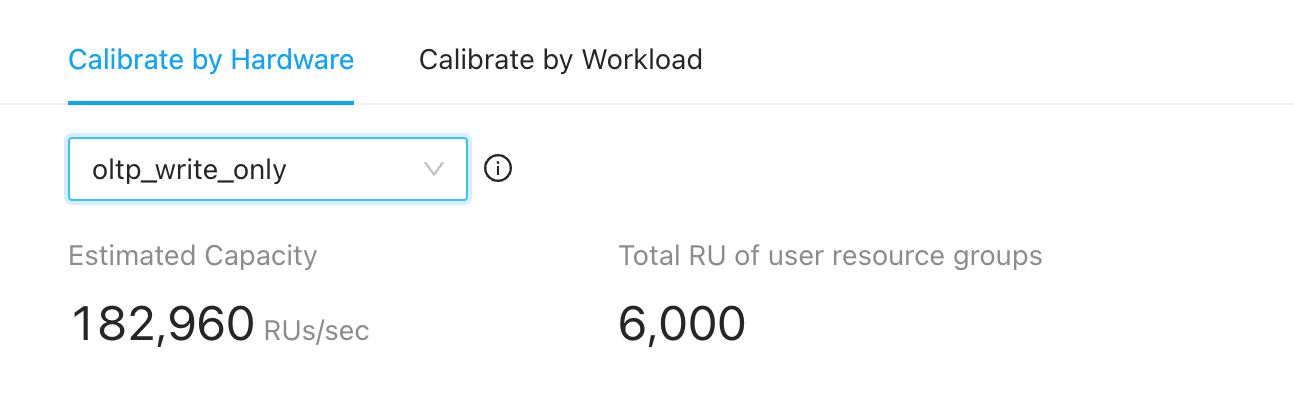 Calibrate by Hardware Calibrate by Workload
oltp_write_only
Estimated Capacity Total RU of user resource groups
182,960 RUs/sec 6,000